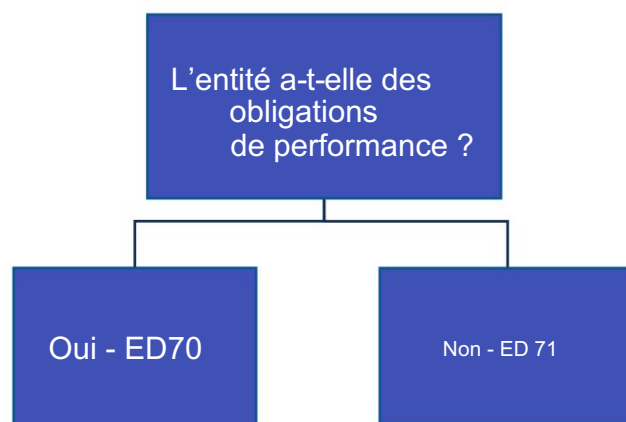 L'entité a-t-elle des
obligations
de performance ?
Oui - ED70
Non - ED 71